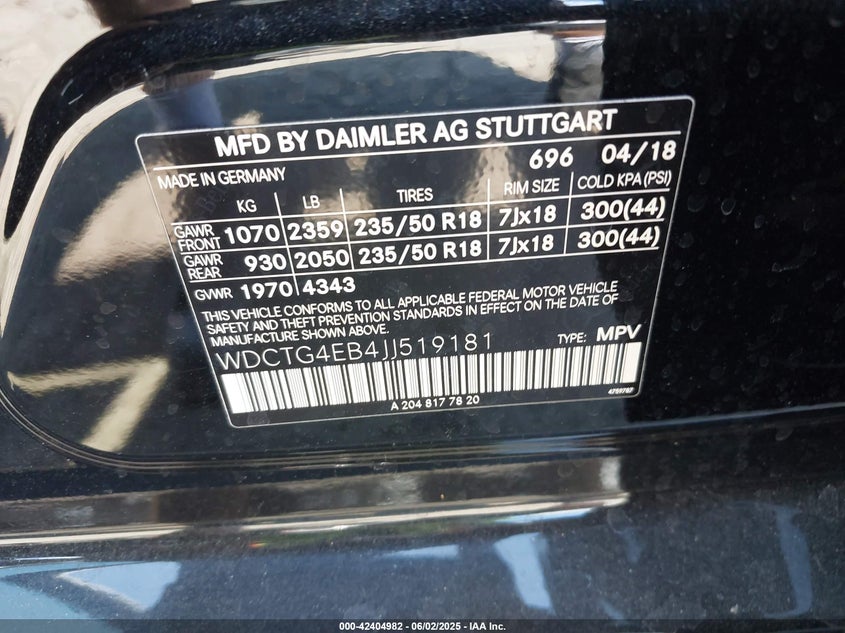 MFD BY DAIMLER AG STUTTGART
696 04/18
MADE IN GERMANY
KG LB TIRES RIM SIZE COLD KPA(PSI)
GAWR FRONT 1070 2359 235/50 R18 7Jx18 300(44)
GAWR REAR 930 2050 235/50 R18 7Jx18 300(44)
GVWR 1970 4343
THIS VEHICLE CONFORMS TO ALL APPLICABLE FEDERAL MOTOR VEHICLE
SAFETY AND THEFT PREVENTION STANDARDS IN EFFECT ON THE DATE OF
MANUFACTURE SHOWN ABOVE.
WDCTG4EB4JJ519181 TYPE: MPV
A 204 817 78 20
000-42404982 - 06/02/2025 - IAA Inc.